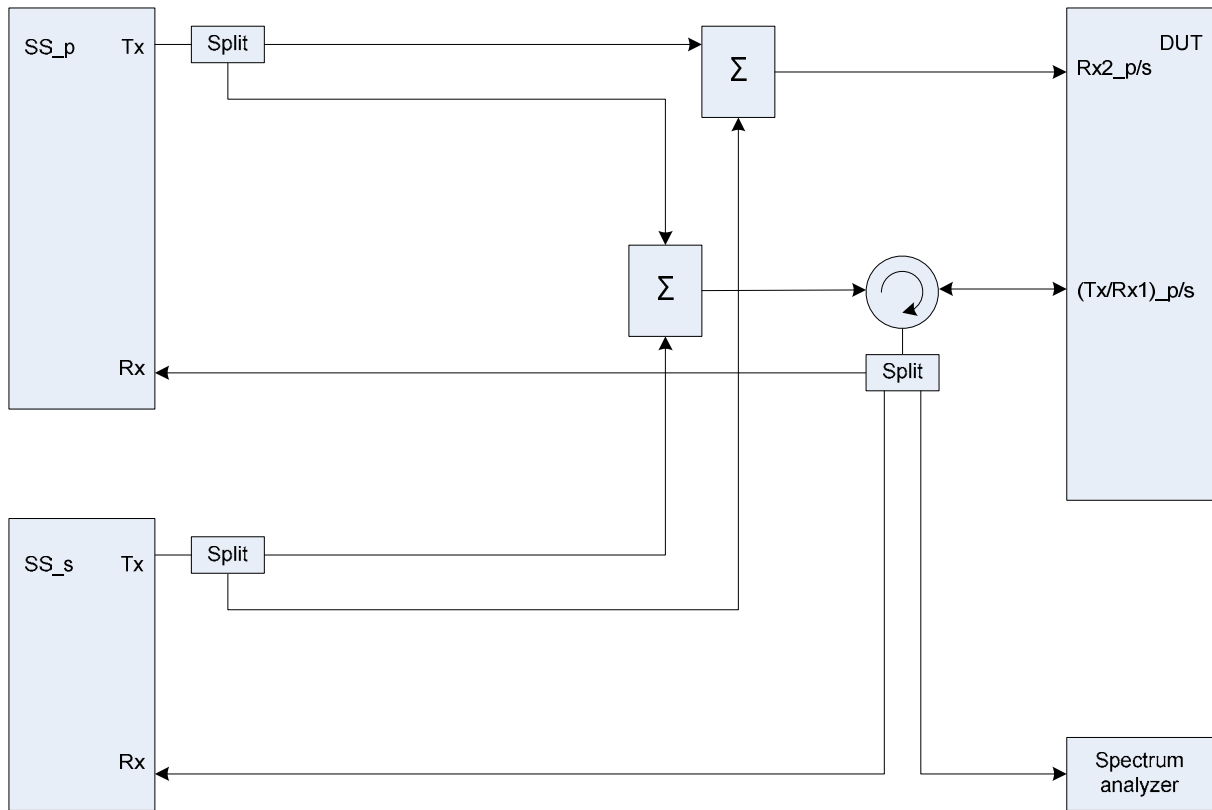 SS_p
Tx
Split
Σ
DUT
Rx2_p/s
Σ
(Tx/Rx1)_p/s
Rx
Split
SS_s
Tx
Split
Rx
Spectrum
analyzer